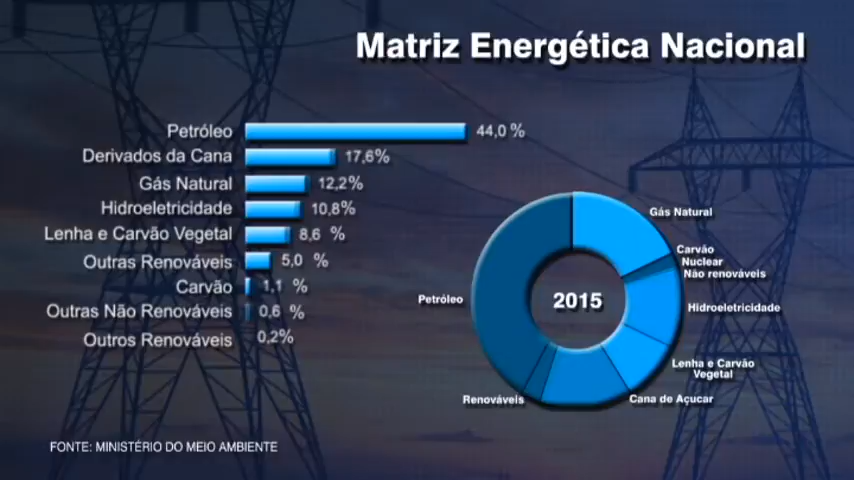 Matriz Energética Nacional
Petróleo 44,0 %
Derivados da Cana 17,6%
Gás Natural 12,2%
Hidroeletricidade 10,8%
Lenha e Carvão Vegetal 8,6 %
Outras Renováveis 5,0 %
Carvão 1,1 %
Outras Não Renováveis 0,6 %
Outros Renováveis 0,2%
Gás Natural
Carvão
Nuclear
Não renováveis
Petróleo
2015
Hidroeletricidade
Lenha e Carvão
Vegetal
Renováveis
Cana de Açucar
FONTE: MINISTÉRIO DO MEIO AMBIENTE